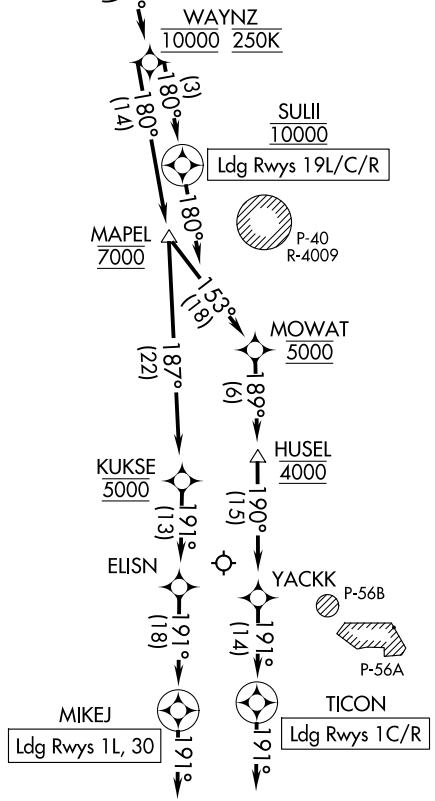 WAYNZ
10000 250K
(3)
180°
180°
(14)
SULII
10000
Ldg Rwys 19L/C/R
180°
P-40
R-4009
MAPEL
7000
153°
(18)
MOWAT
5000
187°
(22)
189°
(6)
HUSEL
4000
KUKSE
5000
190°
(15)
191°
(13)
ELISN
YACKK
P-56B
191°
(18)
191°
(14)
P-56A
MIKEJ
Ldg Rwys 1L, 30
TICON
Ldg Rwys 1C/R
191°
191°